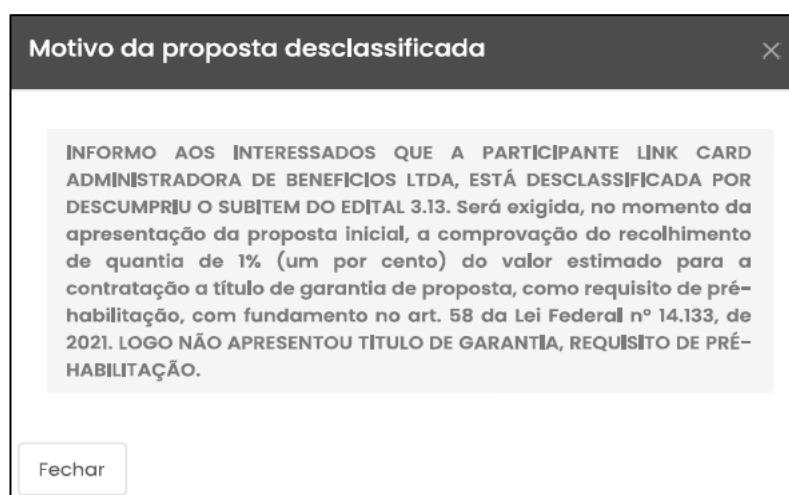 Motivo da proposta desclassificada
×
INFORMO AOS INTERESSADOS QUE A PARTICIPANTE LINK CARD
ADMINISTRADORA DE BENEFICIOS LTDA, ESTÁ DESCLASSIFICADA POR
DESCUMPRIU O SUBITEM DO EDITAL 3.13. Será exigida, no momento da
apresentação da proposta inicial, a comprovação do recolhimento
de quantia de 1% (um por cento) do valor estimado para a
contratação a título de garantia de proposta, como requisito de pré-
habilitação, com fundamento no art. 58 da Lei Federal nº 14.133, de
2021. LOGO NÃO APRESENTOU TITULO DE GARANTIA, REQUISITO DE PRÉ-
HABILITAÇÃO.
Fechar